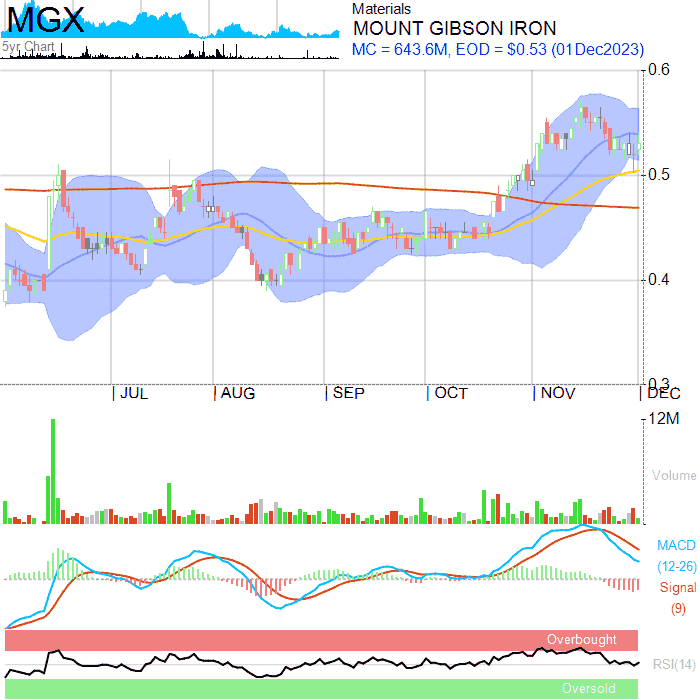 MGX
5yr Chart
Materials
MOUNT GIBSON IRON
MC = 643.6M, EOD = $0.53 (01Dec2023)
0.6
0.5
0.4
0.3
JUL AUG SEP OCT NOV DEC
12M
Volume
MACD
(12-26)
Signal
(9)
Overbought
RSI(14)
Oversold